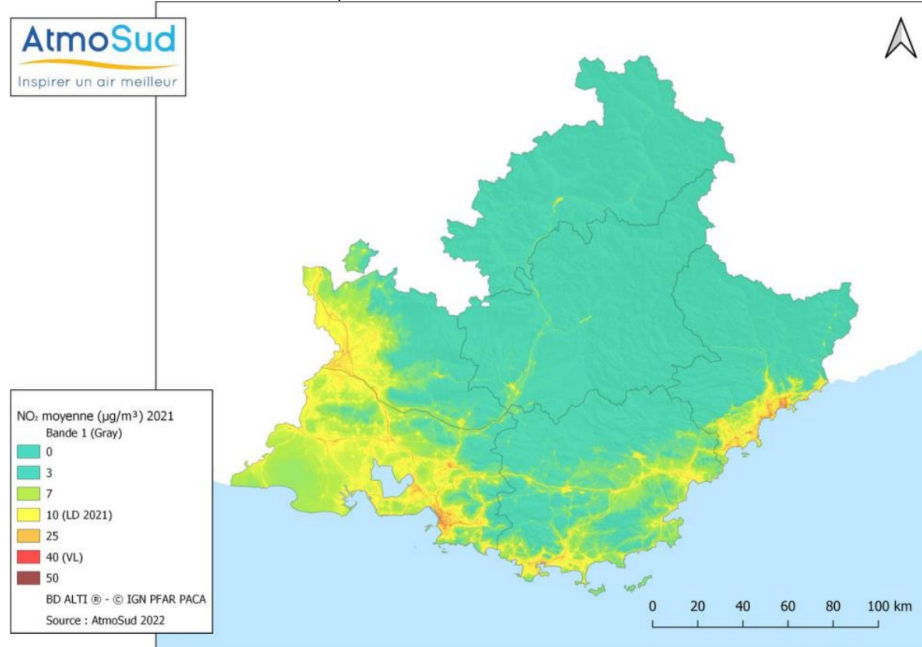 AtmoSud
Inspirer un air meilleur
NO₂ moyenne (µg/m³) 2021
Bande 1 (Gray)
0
3
7
10 (LD 2021)
25
40 (VL)
50
BD ALTI ® - © IGN PFAR PACA
Source : AtmoSud 2022
0 20 40 60 80 100 km